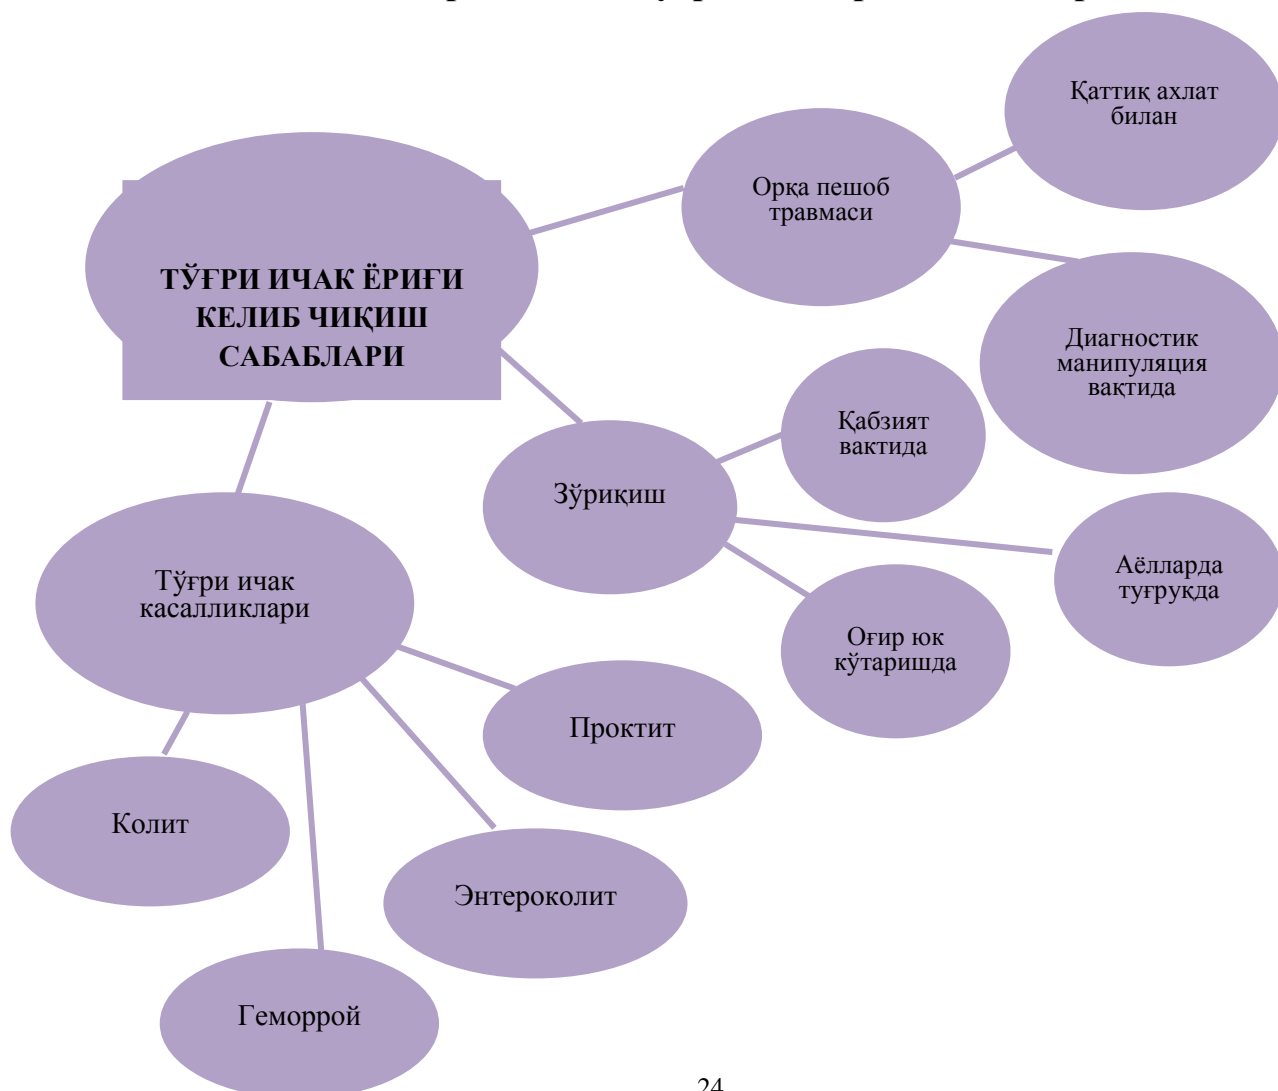 Қаттиқ ахлат
билан
Орқа пешоб
травмаси
ТЎҒРИ ИЧАК ЁРИҒИ
КЕЛИБ ЧИҚИШ
САБАБЛАРИ
Диагностик
манипуляция
вақтида
Қабзият
вактида
Зўриқиш
Аёлларда
туғруқда
Тўғри ичак
касалликлари
Оғир юк
кўтаришда
Проктит
Колит
Энтероколит
Геморрой
24